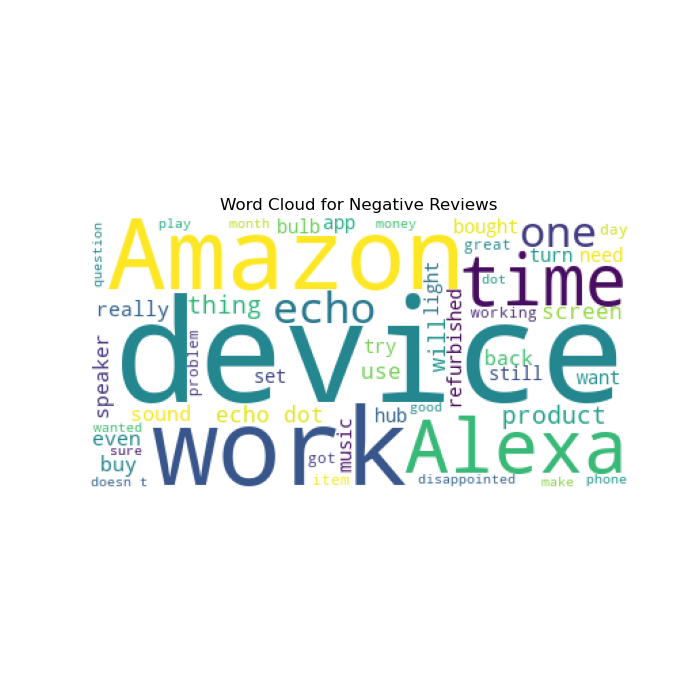 Word Cloud for Negative Reviews
question
play
month
bulb
app
money
bought
one
day
Amazon
great
turn
need
time
dot
light
really
thing
echo
device
refurbished
working
screen
speaker
problem
set
try
use
will
back
still
want
sound
echo dot
hub
good
product
wanted
even
sure
buy
doesn t
work
got
music
item
Alexa
disappointed
make
phone